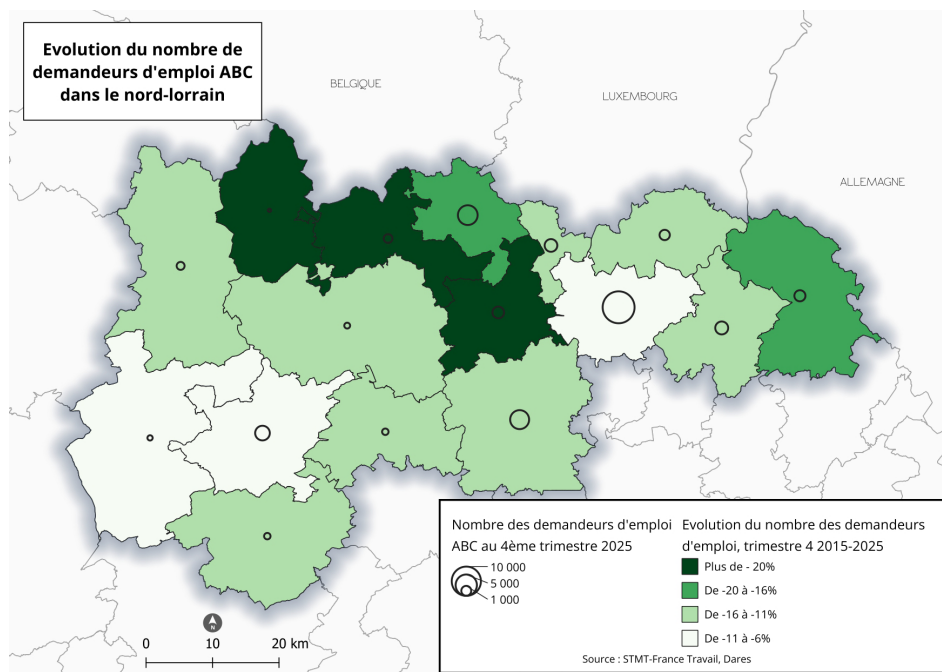 Evolution du nombre de
demandeurs d'emploi ABC
dans le nord-lorrain
BELGIQUE
LUXEMBOURG
ALLEMAGNE
Nombre des demandeurs d'emploi
ABC au 4ème trimestre 2025
10 000
5 000
1 000
Evolution du nombre des demandeurs
d'emploi, trimestre 4 2015-2025
Plus de - 20%
De -20 à -16%
De -16 à -11%
De -11 à -6%
Source : STMT-France Travail, Dares
N
0 10 20 km